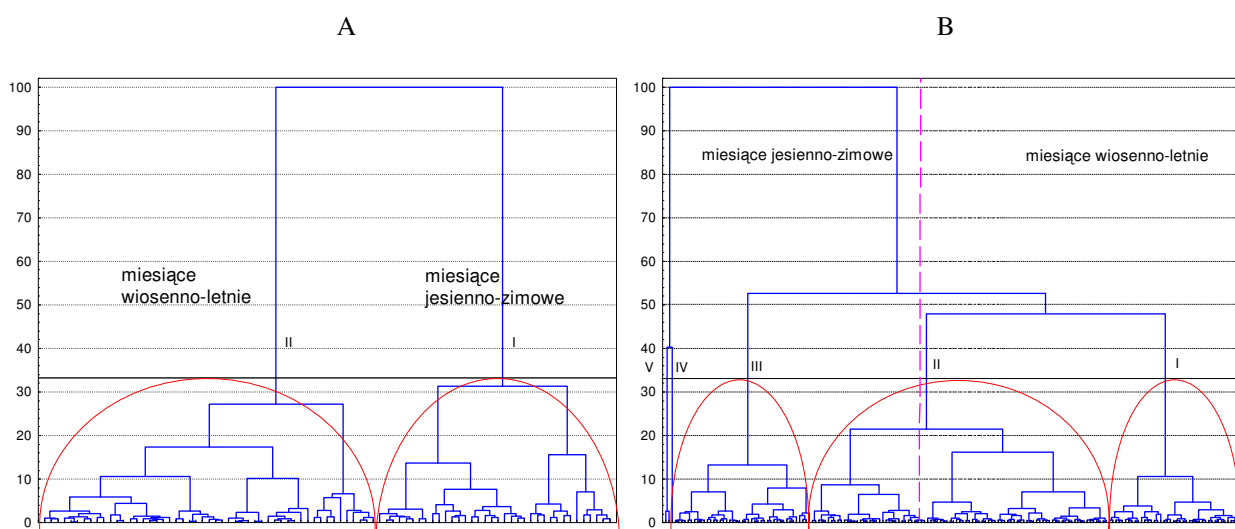 A
B
100
90
80
70
60
50
40
30
20
10
0
miesiące
wiosenno-letnie
miesiące
jesienno-zimowe
II
I
100
90
80
70
60
50
40
30
20
10
0
miesiące jesienno-zimowe
miesiące wiosenno-letnie
V
IV
III
II
I